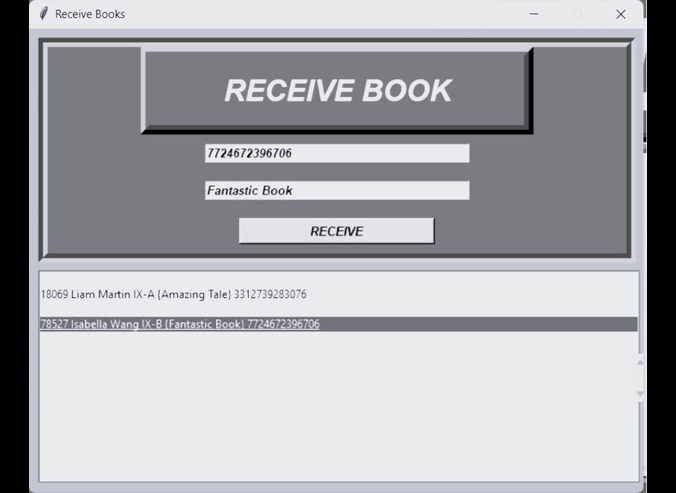 Receive Books
RECEIVE BOOK
7724672396706
Fantastic Book
RECEIVE
18069 Liam Martin IX-A {Amazing Tale} 3312739283076
78527 Isabella Wang IX-B {Fantastic Book} 7724672396706